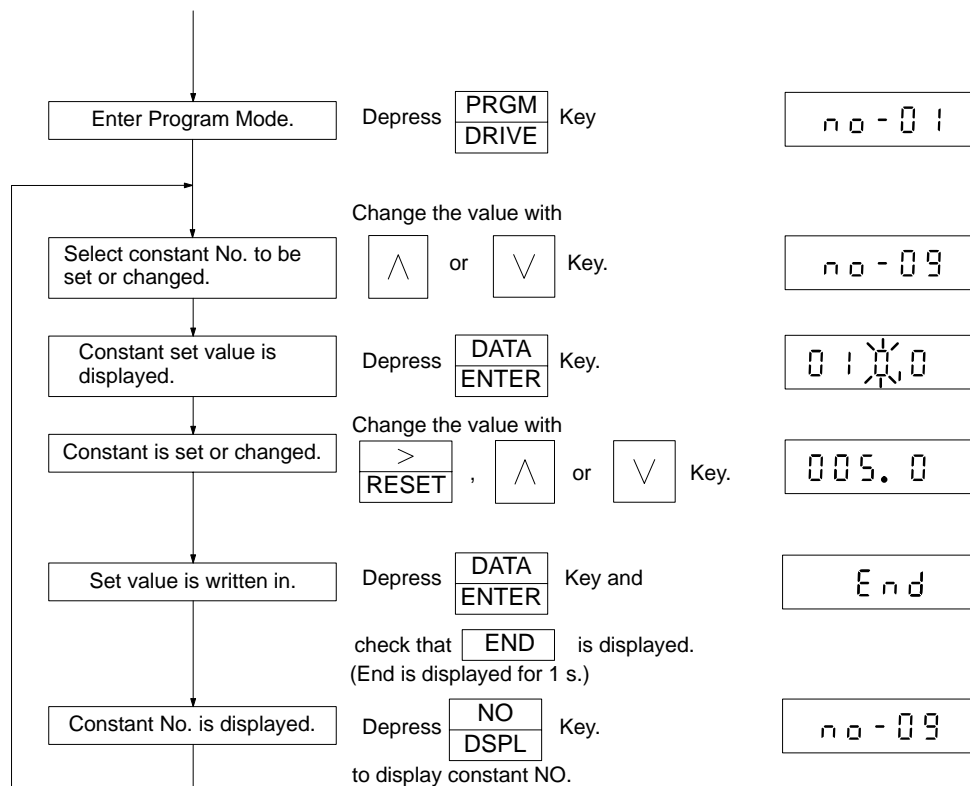 Enter Program Mode.
Depress PRGM Key
DRIVE
no-01
Change the value with
Select constant No. to be
set or changed.
∧ or ∨ Key.
no-09
Constant set value is
displayed.
Depress DATA Key.
ENTER
010.0
Change the value with
Constant is set or changed.
> , ∧ or ∨ Key.
RESET
005.0
Set value is written in.
Depress DATA Key and
ENTER
End
check that END is displayed.
(End is displayed for 1 s.)
Constant No. is displayed.
Depress NO Key.
DSPL
no-09
to display constant NO.